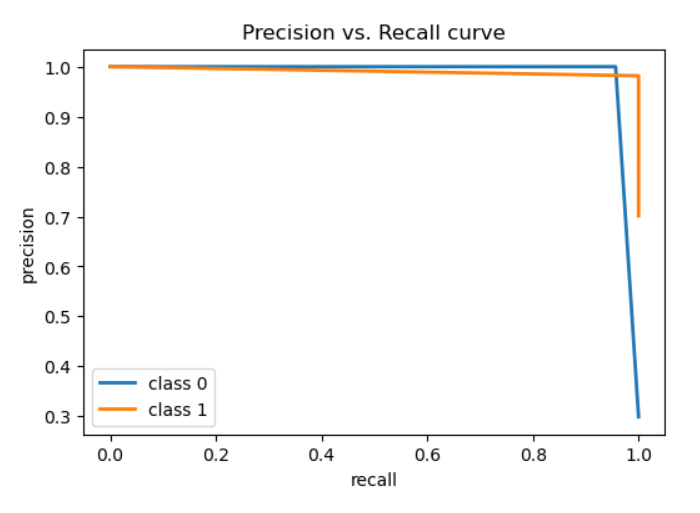 Precision vs. Recall curve
precision
1.0
0.9
0.8
0.7
0.6
0.5
0.4
0.3
class 0
class 1
0.0 0.2 0.4 0.6 0.8 1.0
recall